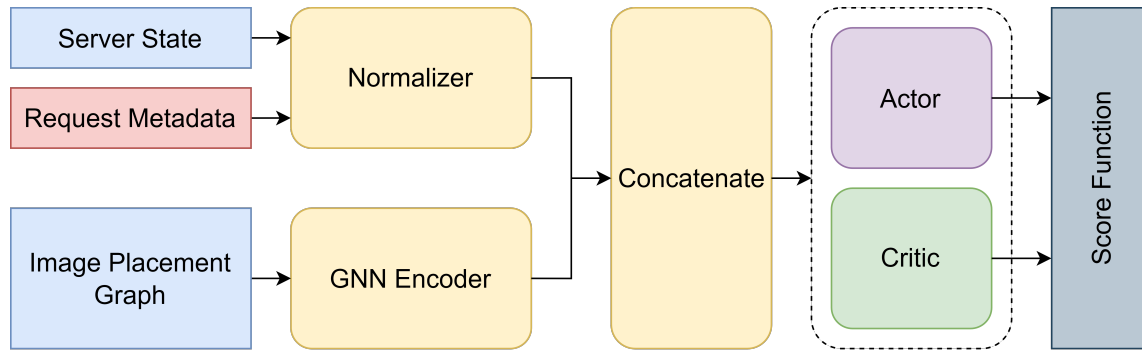 Server State
Request Metadata
Image Placement
Graph
Normalizer
GNN Encoder
Concatenate
Actor
Critic
Score Function